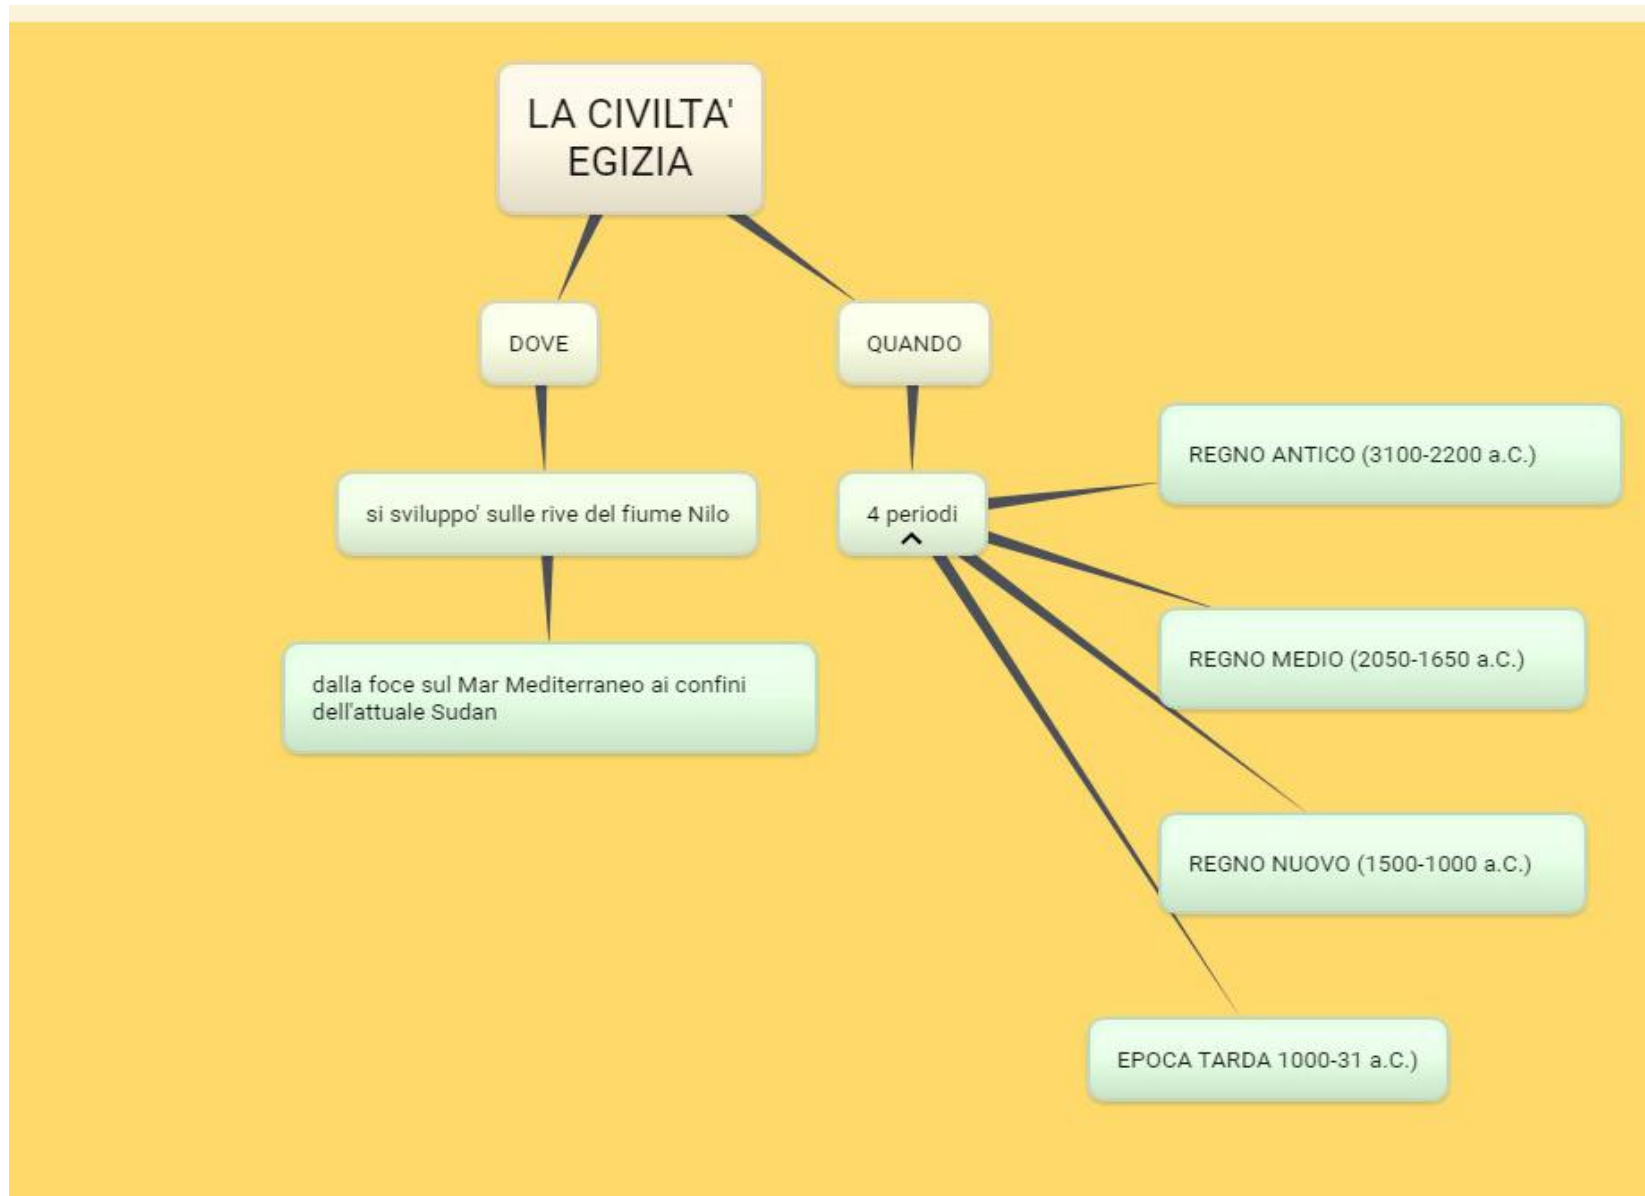 LA CIVILTA'
EGIZIA
DOVE
QUANDO
si sviluppo' sulle rive del fiume Nilo
4 periodi
dalla foce sul Mar Mediterraneo ai confini
dell'attuale Sudan
REGNO ANTICO (3100-2200 a.C.)
REGNO MEDIO (2050-1650 a.C.)
REGNO NUOVO (1500-1000 a.C.)
EPOCA TARDA 1000-31 a.C.)